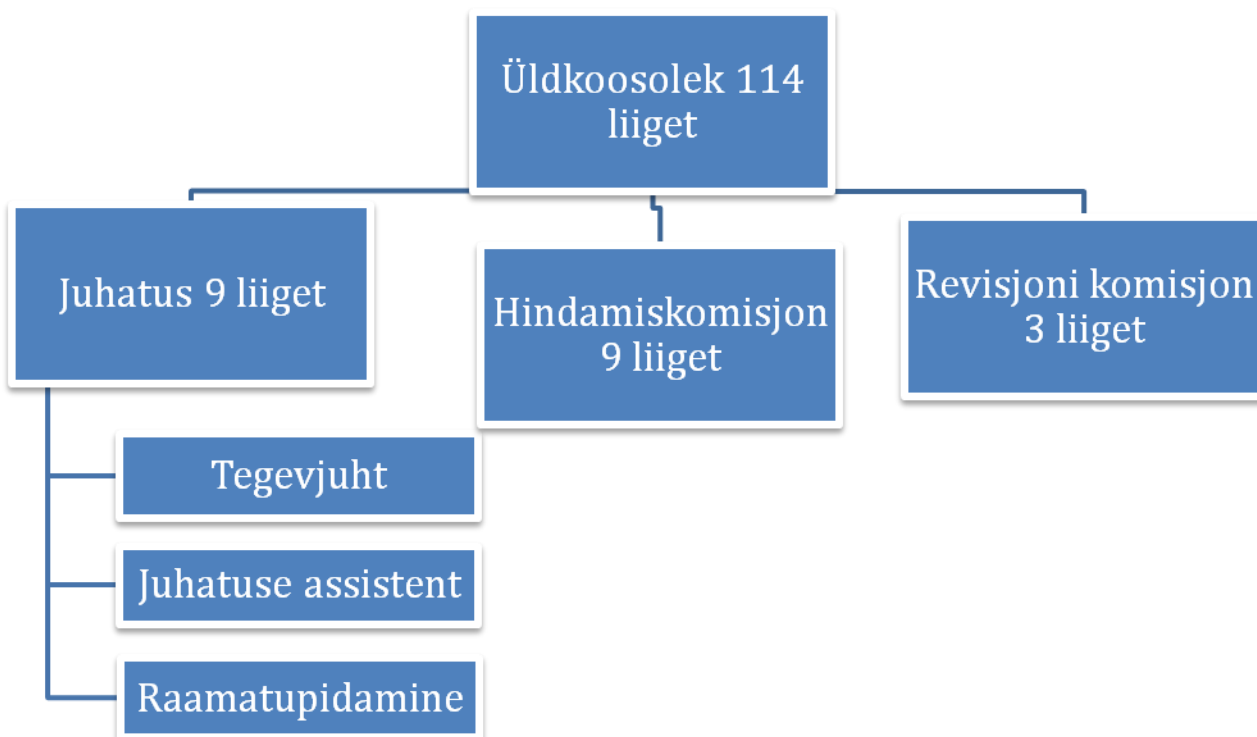 Üldkoosolek 114
liiget
Juhatus 9 liiget
Hindamiskomisjon
9 liiget
Revisjoni komisjon
3 liiget
Tegevjuht
Juhatuse assistent
Raamatupidamine